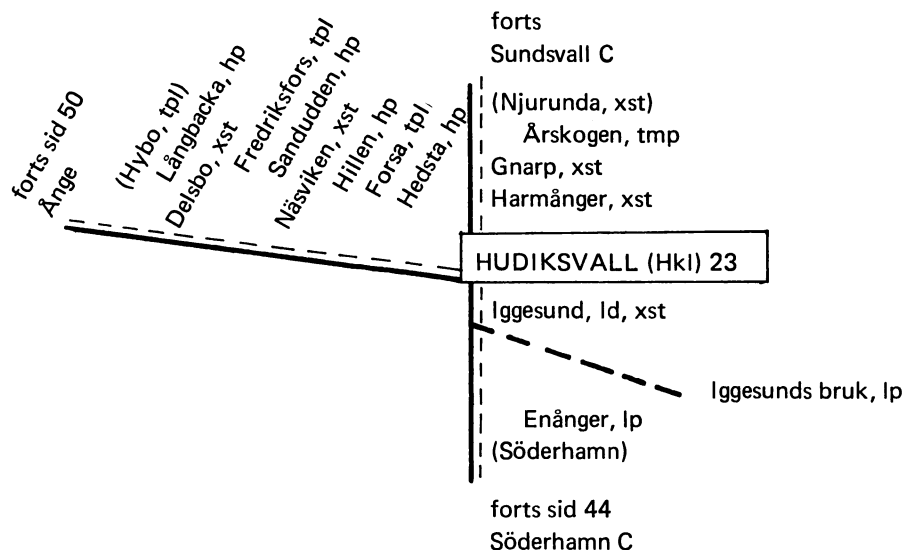 forts
Sundsvall C
forts sid 50
Ånge
(Hybo, tpl)
Långbacka, hp
Delsbo, xst
Fredriksfors, tpl
Sandudden, hp
Näsviken, xst
Hillen, hp
Forsa, tpl
Hedsta, hp
(Njurunda, xst)
Årskogen, tmp
Gnarp, xst
Harmånger, xst
HUDIKSVALL (Hkl) 23
Iggesund, Id, xst
Iggesunds bruk, lp
Enånger, lp
(Söderhamn)
forts sid 44
Söderhamn C